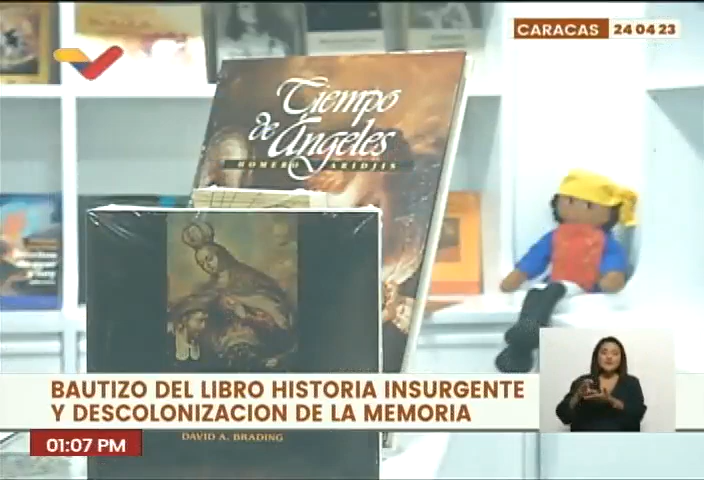 CARACAS 24 04 23
Tiempo
de Angeles
HOMERO ARIDJIS
BAUTIZO DEL LIBRO HISTORIA INSURGENTE
Y DESCOLONIZACION DE LA MEMORIA
DAVID A. BRADING
01:07 PM